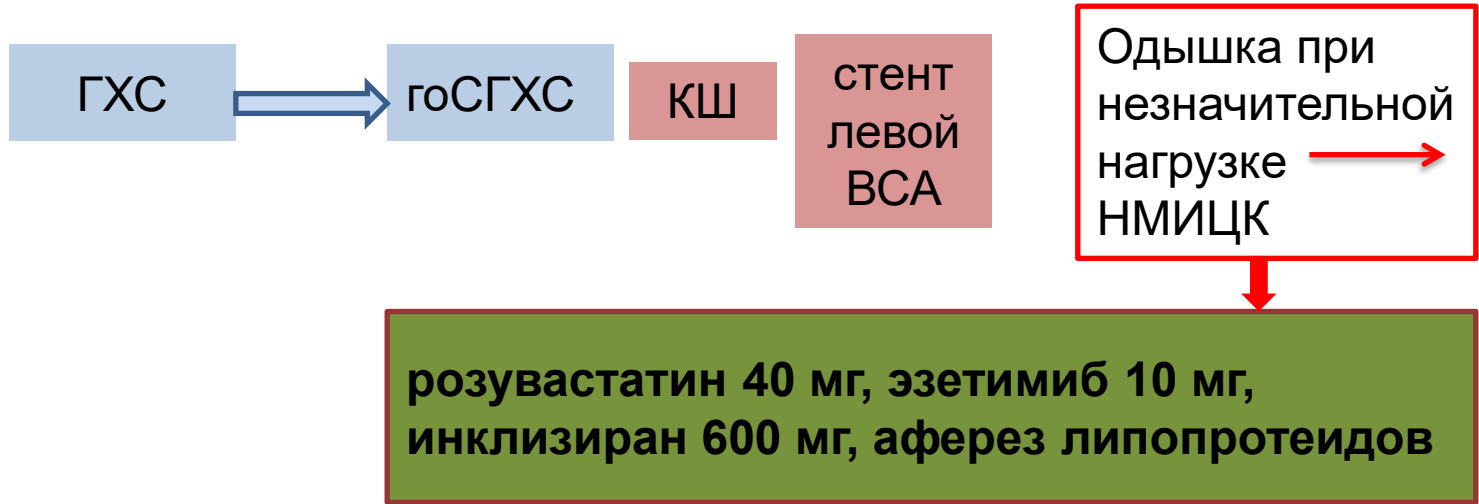 ГХС
гоСГХС
КШ
стент
левой
ВСА
Одышка при
незначительной
нагрузке
НМИЦК
розувастатин 40 мг, эзетимиб 10 мг,
инклизиран 600 мг, аферез липопротеидов